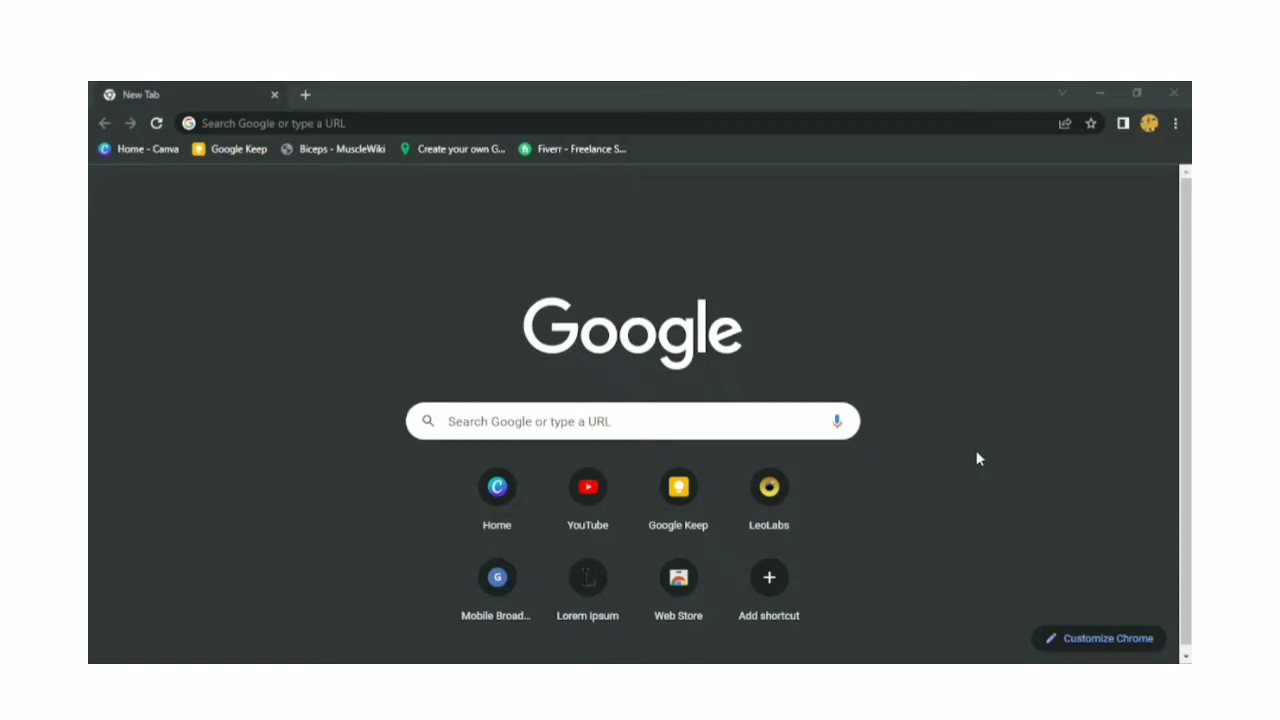 New Tab
Search Google or type a URL
Home - Canva Google Keep Biceps - MuscleWiki Create your own G... Fiverr - Freelance S...
Google
Search Google or type a URL
Home YouTube Google Keep LeoLabs
G
Mobile Broad... Lorem ipsum Web Store Add shortcut
Customize Chrome